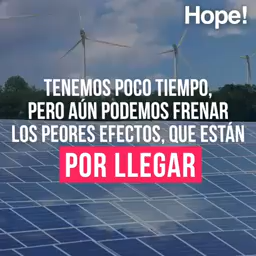 Hope!
TENEMOS POCO TIEMPO,
PERO AÚN PODEMOS FRENAR
LOS PEORES EFECTOS, QUE ESTÁN
POR LLEGAR